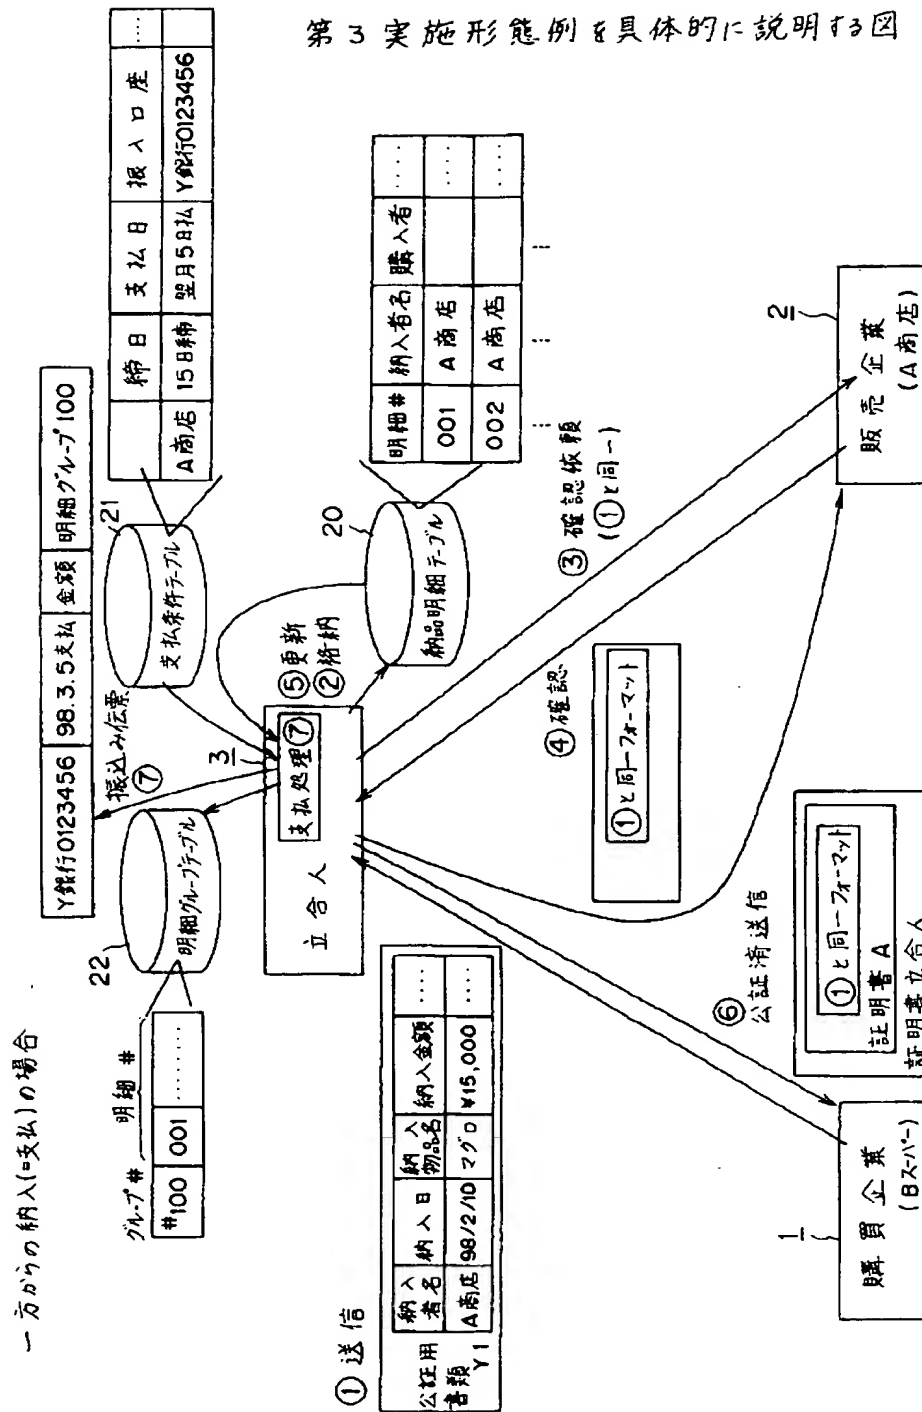 第3実施形態例を具体的に説明する図
一方からの納入(=支払)の場合
Y銀行0123456 98.3.5支払 金額 明細グループ100
締日 支払日 振入口座 ‥‥
A商店 15日締 翌月5日払 Y銀行0123456
21
支払条件テーブル
振込み伝票
⑦
22
明細グループテーブル
グループ# 明細#
#100 001 ‥‥‥
明細# 納入者名 購入者 ‥‥
001 A商店 ‥‥
002 A商店 ‥‥
20
納品明細テーブル
⑤更新
②格納
3
支払処理⑦
立合人
③確認依頼
(①と同一)
④確認
①と同一フォーマット
①送信
公証用
書類
Y1
納入者名 納入日 納入物品名 納入金額 ‥‥
A商店 98/2/10 マグロ ¥15,000 ‥‥
⑥
公証済送信
①と同一フォーマット
証明書A
証明書立合人
1
購買企業
(Bスーパー)
2
販売企業
(A商店)